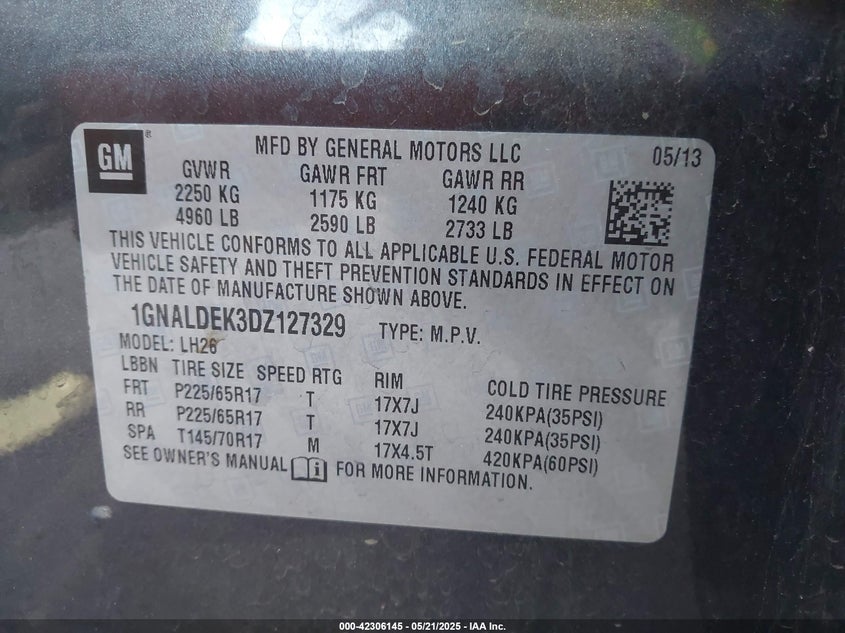 GM
MFD BY GENERAL MOTORS LLC
05/13
GVWR GAWR FRT GAWR RR
2250 KG 1175 KG 1240 KG
4960 LB 2590 LB 2733 LB
THIS VEHICLE CONFORMS TO ALL APPLICABLE U.S. FEDERAL MOTOR
VEHICLE SAFETY AND THEFT PREVENTION STANDARDS IN EFFECT ON
THE DATE OF MANUFACTURE SHOWN ABOVE.
1GNALDEK3DZ127329 TYPE: M.P.V.
MODEL: LH26
LBBN TIRE SIZE SPEED RTG RIM COLD TIRE PRESSURE
FRT P225/65R17 T 17X7J 240KPA(35PSI)
RR P225/65R17 T 17X7J 240KPA(35PSI)
SPA T145/70R17 M 17X4.5T 420KPA(60PSI)
SEE OWNER'S MANUAL FOR MORE INFORMATION.
000-42306145 - 05/21/2025 - IAA Inc.